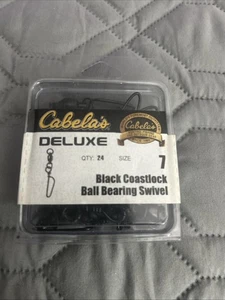 Cabela's
Cabela's
DELUXE
QTY: 24 SIZE: 7
Black Coastlock
Ball Bearing Swivel